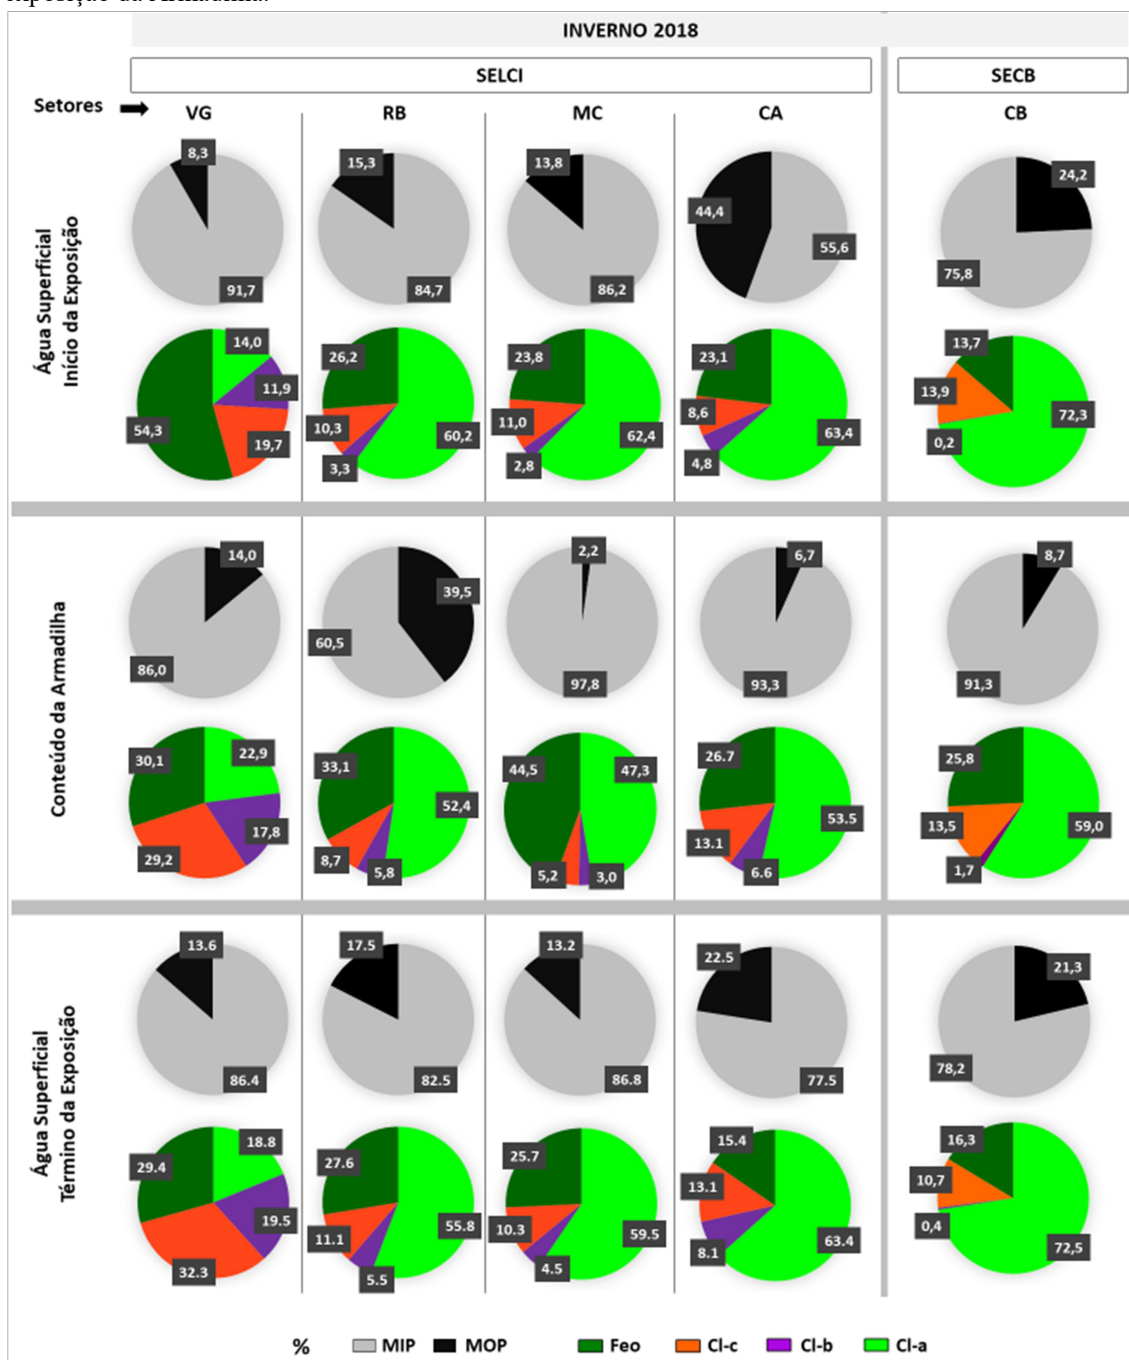 INVERNO 2018
SELCI SECB
Setores VG RB MC CA CB
Água Superficial
Início da Exposição
8,3 15,3 13,8 44,4 24,2
91,7 84,7 86,2 55,6 75,8
14,0 11,9 19,7 54,3
26,2 10,3 3,3 60,2
23,8 11,0 2,8 62,4
23,1 8,6 4,8 63,4
13,7 13,9 0,2 72,3
Conteúdo da Armadilha
14,0 39,5 2,2 6,7 8,7
86,0 60,5 97,8 93,3 91,3
30,1 22,9 17,8 29,2
33,1 52,4 8,7 5,8
44,5 47,3 5,2 3,0
26.7 53.5 13.1 6.6
25,8 13,5 59,0 1,7
Água Superficial
Término da Exposição
13.6 17.5 13.2 22.5 21,3
86.4 82.5 86.8 77.5 78,2
18.8 29.4 19.5 32.3
27.6 11.1 55.8 5.5
25.7 10.3 59.5 4.5
15.4 13.1 8.1 63.4
16,3 10,7 0,4 72,5
% MIP MOP Feo Cl-c Cl-b Cl-a